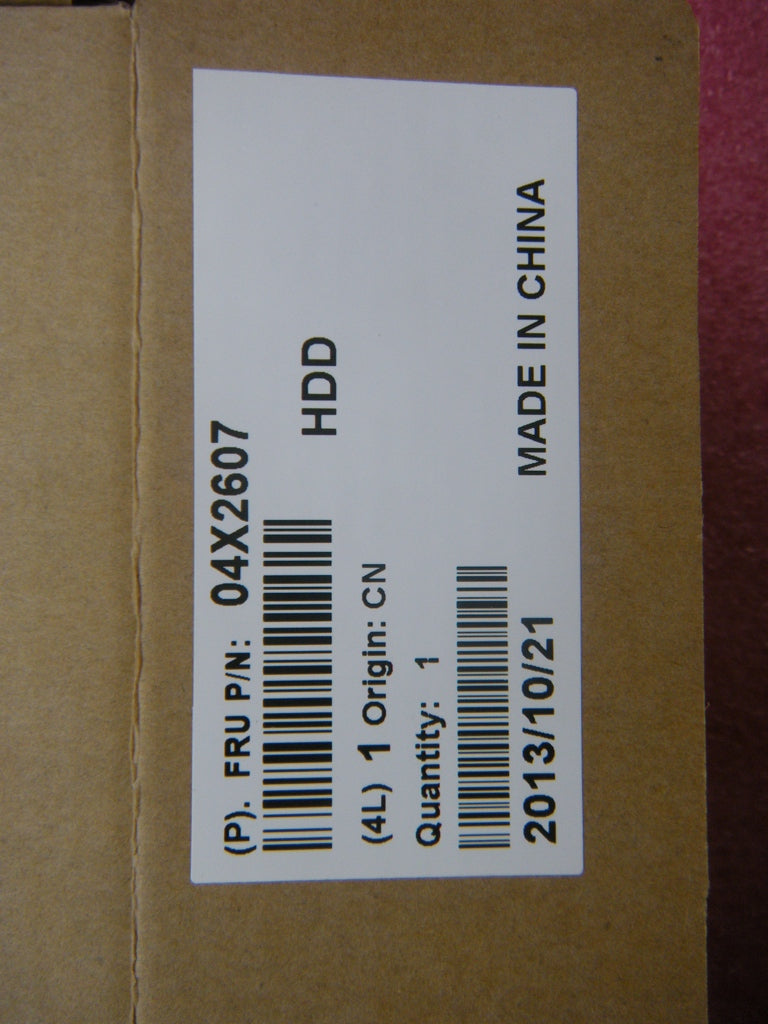 (P). FRU P/N: 04X2607
HDD
(4L) 1 Origin: CN
Quantity: 1
2013/10/21 MADE IN CHINA